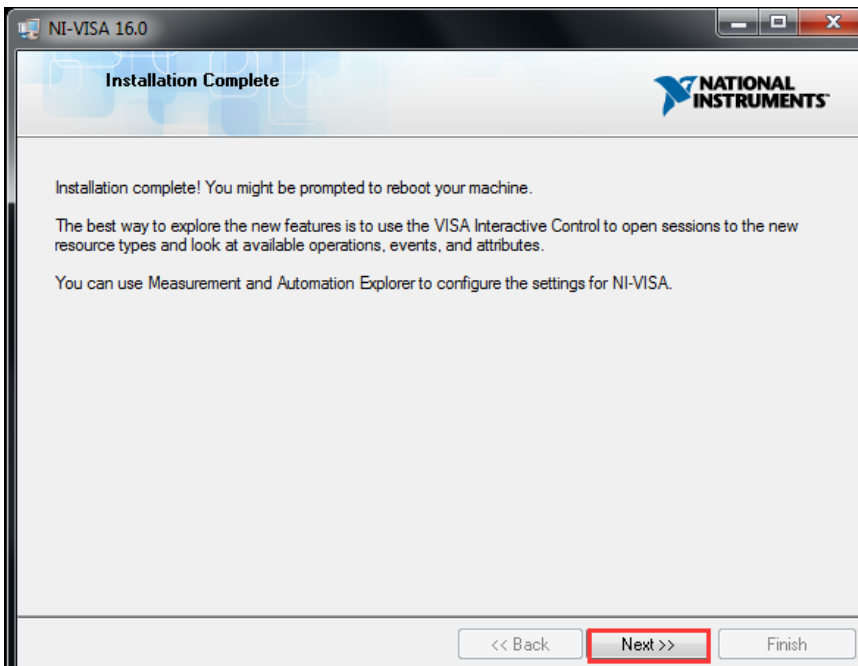 NI-VISA 16.0
Installation Complete
NATIONAL
INSTRUMENTS™
Installation complete! You might be prompted to reboot your machine.
The best way to explore the new features is to use the VISA Interactive Control to open sessions to the new
resource types and look at available operations, events, and attributes.
You can use Measurement and Automation Explorer to configure the settings for NI-VISA.
<< Back
Next >>
Finish